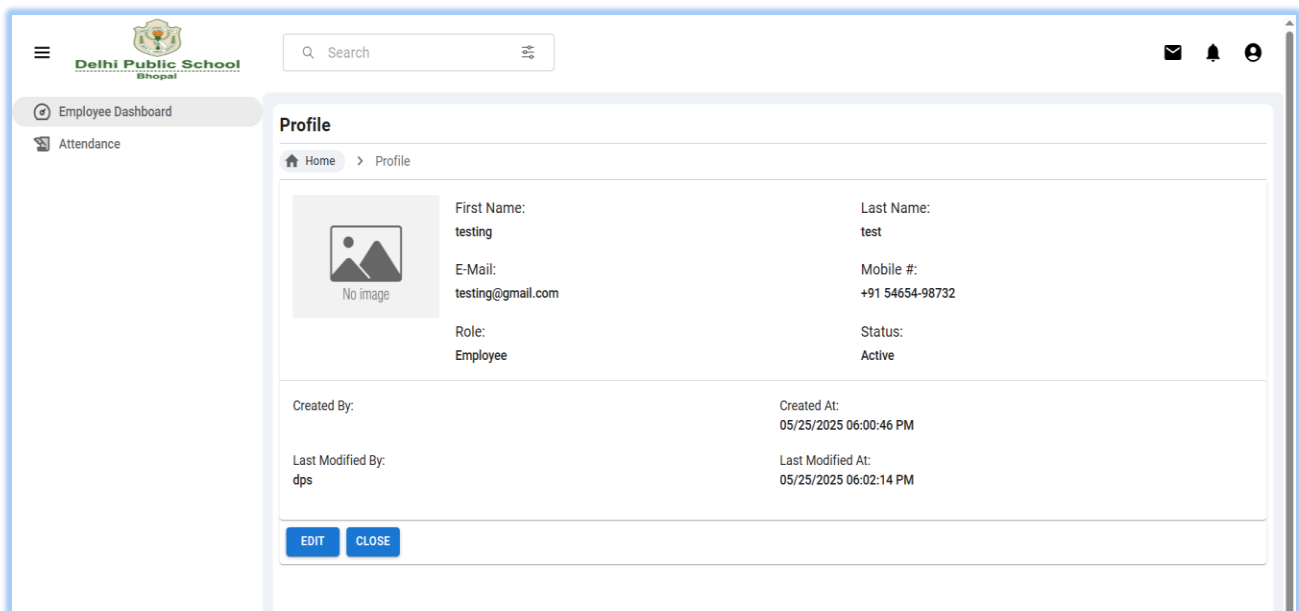 Delhi Public School
Bhopal
Search
Employee Dashboard
Attendance
Profile
Home > Profile
No image
First Name:
testing
Last Name:
test
E-Mail:
testing@gmail.com
Mobile #:
+91 54654-98732
Role:
Employee
Status:
Active
Created By:
Created At:
05/25/2025 06:00:46 PM
Last Modified By:
dps
Last Modified At:
05/25/2025 06:02:14 PM
EDIT
CLOSE